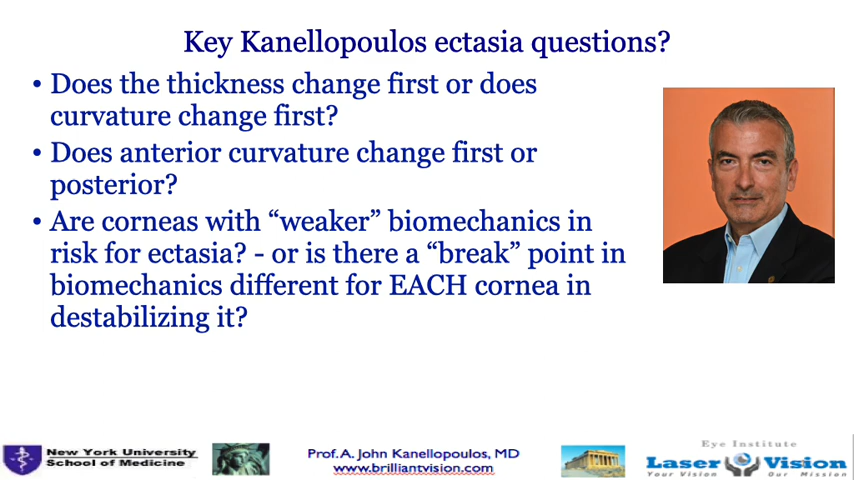 Key Kanellopoulos ectasia questions?
• Does the thickness change first or does
curvature change first?
• Does anterior curvature change first or
posterior?
• Are corneas with “weaker” biomechanics in
risk for ectasia? - or is there a “break” point in
biomechanics different for EACH cornea in
destabilizing it?
New York University
School of Medicine
Prof. A. John Kanellopoulos, MD
www.brilliantvision.com
Eye Institute
Laser Vision
Your Vision Our Mission